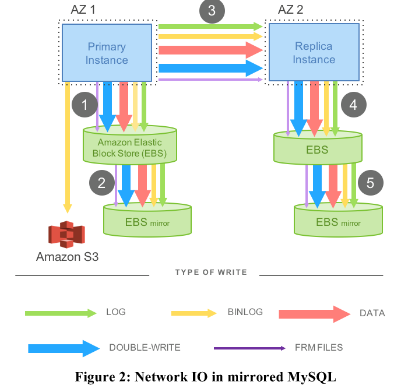 AZ 1
3
AZ 2
Primary
Instance
Replica
Instance
1
4
Amazon Elastic
Block Store (EBS)
EBS
2
5
EBS mirror
EBS mirror
Amazon S3
TYPE OF WRITE
LOG
BINLOG
DATA
DOUBLE-WRITE
FRM FILES
Figure 2: Network IO in mirrored MySQL